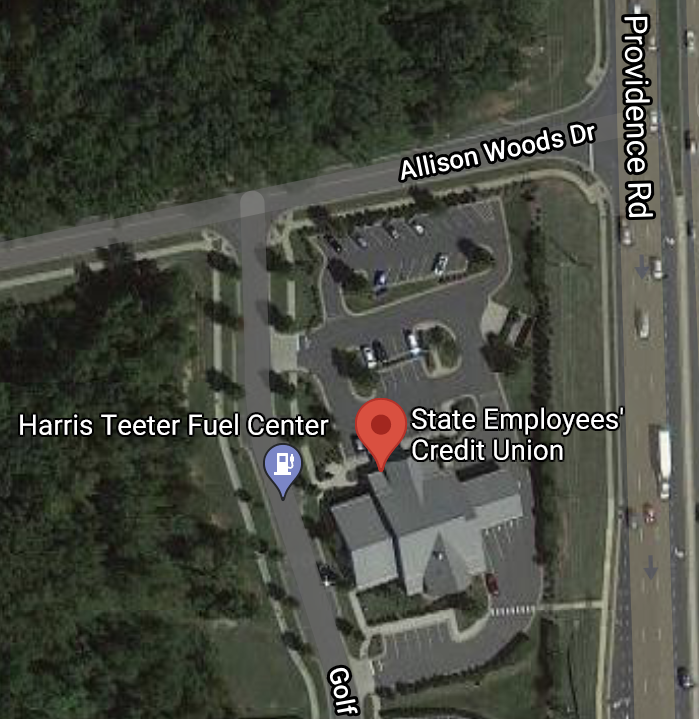 Providence Rd
Allison Woods Dr
Harris Teeter Fuel Center
State Employees'
Credit Union
Golf